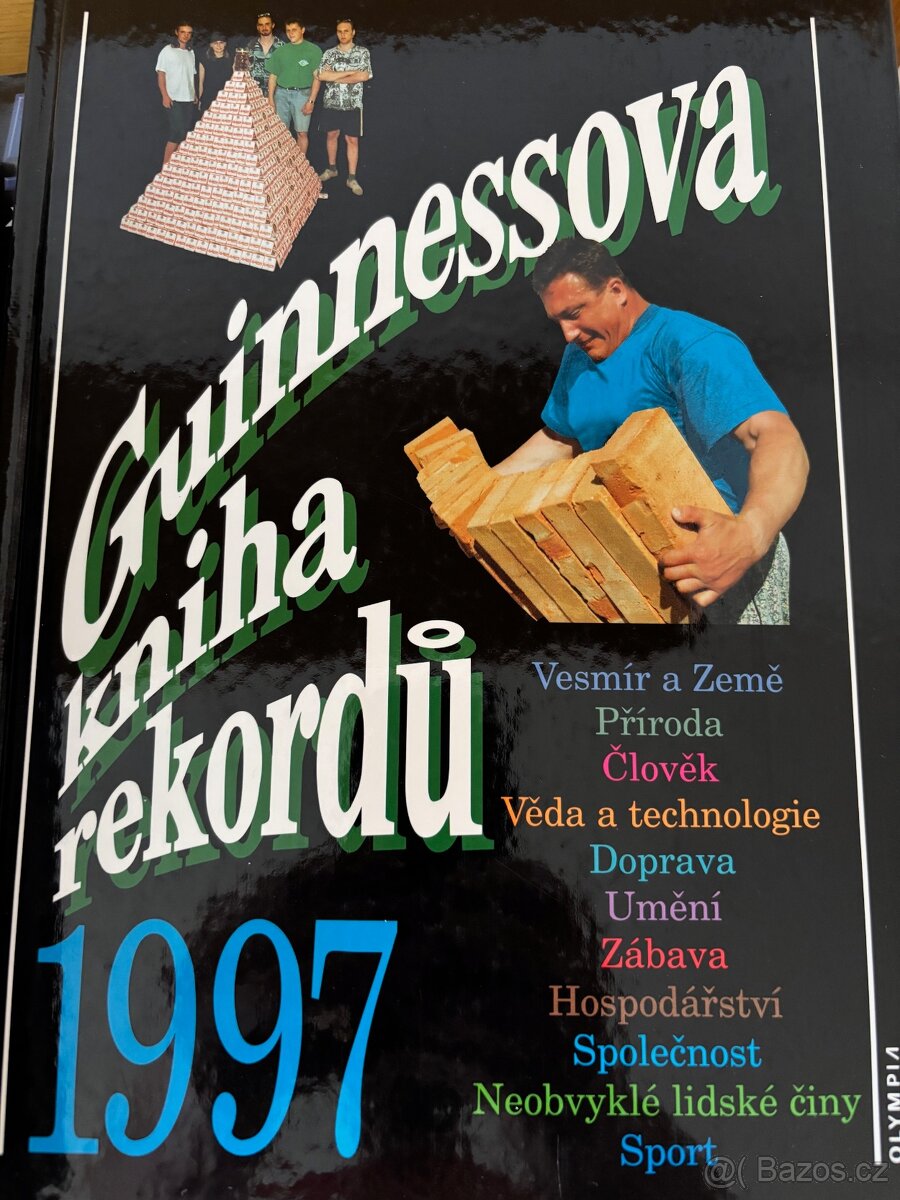 Guinnessova
kniha
rekordů
1997
Vesmír a Země
Příroda
Člověk
Věda a technologie
Doprava
Umění
Zábava
Hospodářství
Společnost
Neobvyklé lidské činy
Sport
OLYMPIA
@( Bazos.cz